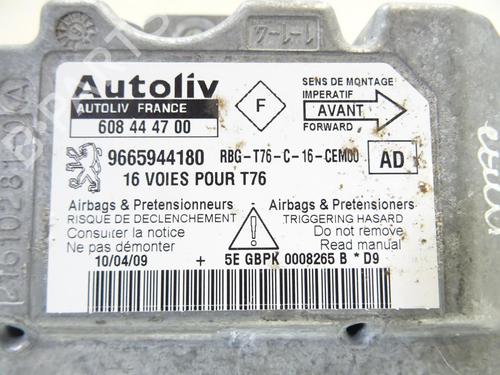 Autoliv
AUTOLIV FRANCE
608 44 47 00
F
SENS DE MONTAGE
IMPERATIF
AVANT
FORWARD
9665944180 RBG-T76-C-16-CEM00 AD
16 VOIES POUR T76
Airbags & Pretensionneurs
RISQUE DE DECLENCHEMENT
Consulter la notice
Ne pas démonter
Airbags & Pretensioners
TRIGGERING HASARD
Do not remove
Read manual
10/04/09 + 5E GBPK 0008265 B * D9